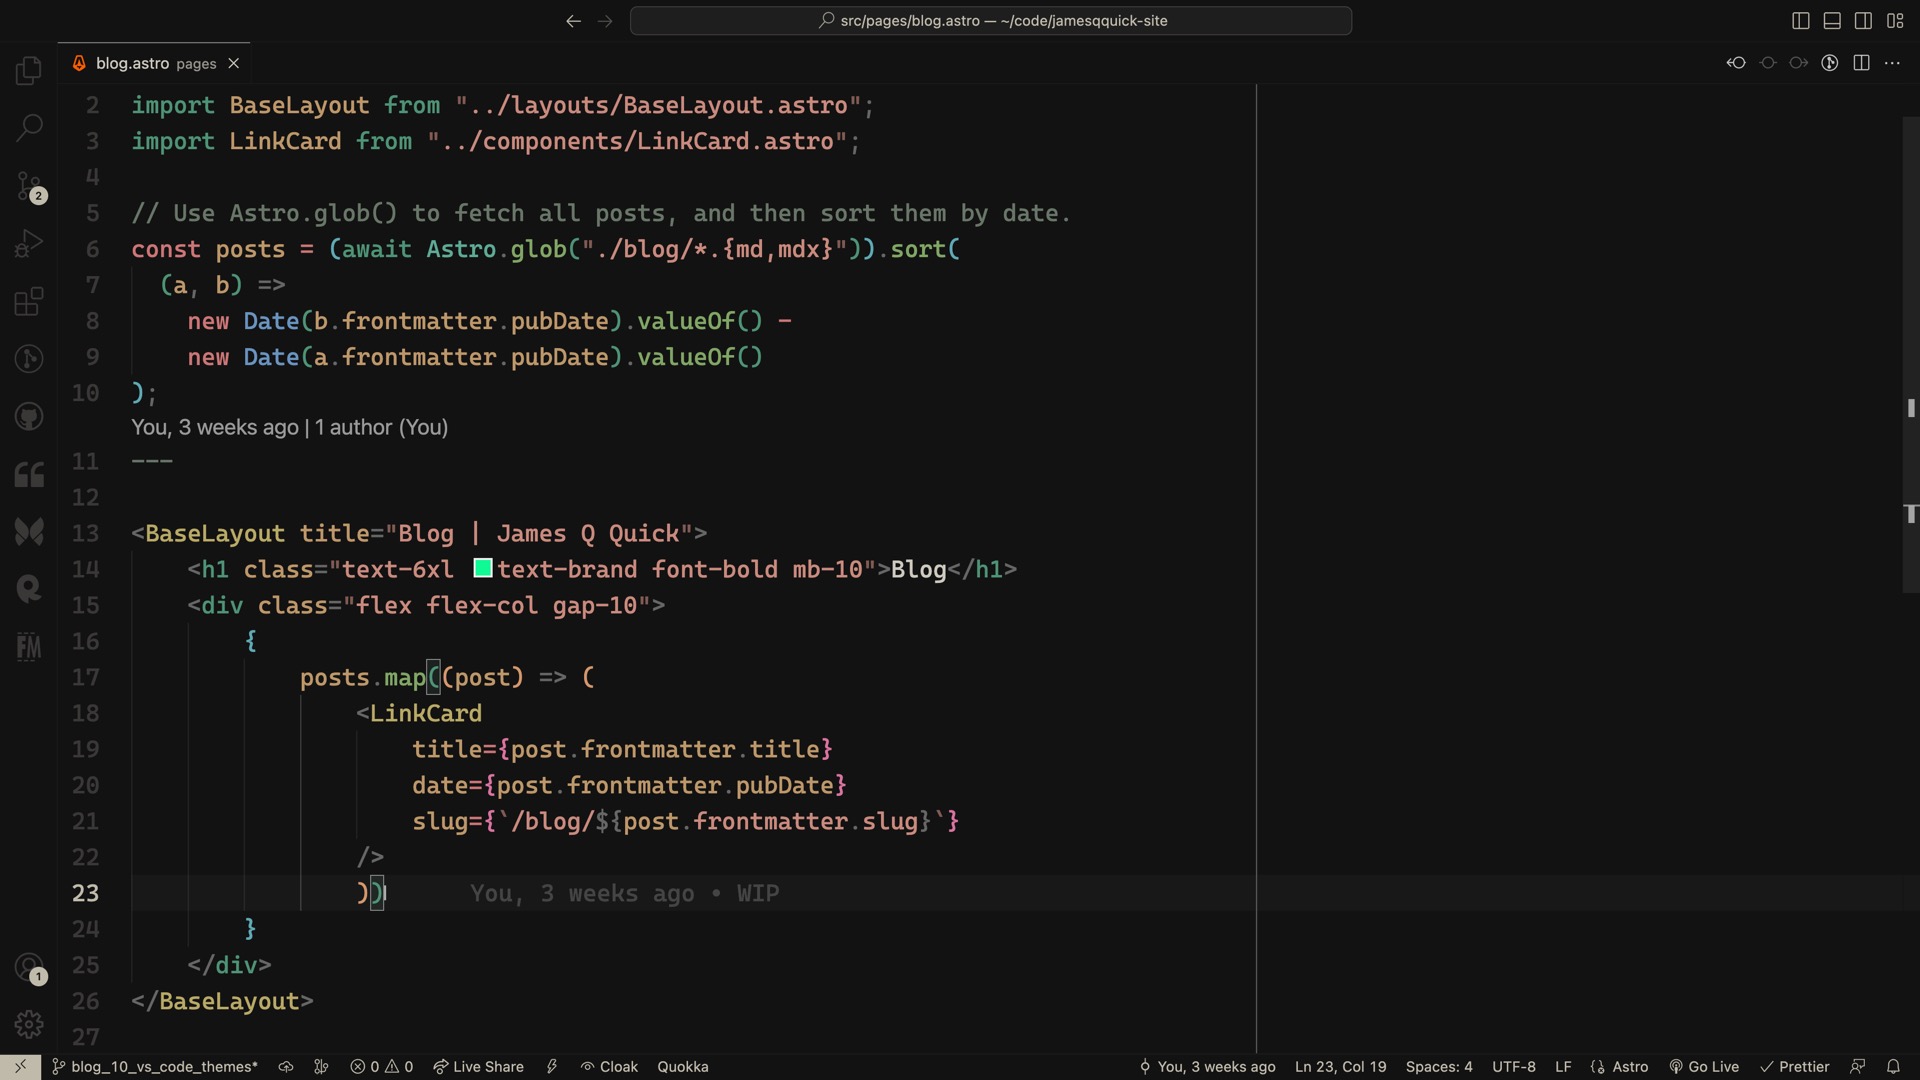 src/pages/blog.astro — ~/code/jamesqquick-site
blog.astro pages
2 import BaseLayout from "../layouts/BaseLayout.astro";
3 import LinkCard from "../components/LinkCard.astro";
4
5 // Use Astro.glob() to fetch all posts, and then sort them by date.
6 const posts = (await Astro.glob("./blog/*.{md,mdx}")).sort(
7 (a, b) =>
8 new Date(b.frontmatter.pubDate).valueOf() -
9 new Date(a.frontmatter.pubDate).valueOf()
10 );
You, 3 weeks ago | 1 author (You)
11 ---
12
13 <BaseLayout title="Blog | James Q Quick">
14 <h1 class="text-6xl text-brand font-bold mb-10">Blog</h1>
15 <div class="flex flex-col gap-10">
16 {
17 posts.map((post) => (
18 <LinkCard
19 title={post.frontmatter.title}
20 date={post.frontmatter.pubDate}
21 slug={`/blog/${post.frontmatter.slug}`}
22 />
23 )) You, 3 weeks ago • WIP
24 }
25 </div>
26 </BaseLayout>
27
2
FM
1
blog_10_vs_code_themes* 0 0 Live Share Cloak Quokka You, 3 weeks ago Ln 23, Col 19 Spaces: 4 UTF-8 LF {} Astro Go Live Prettier